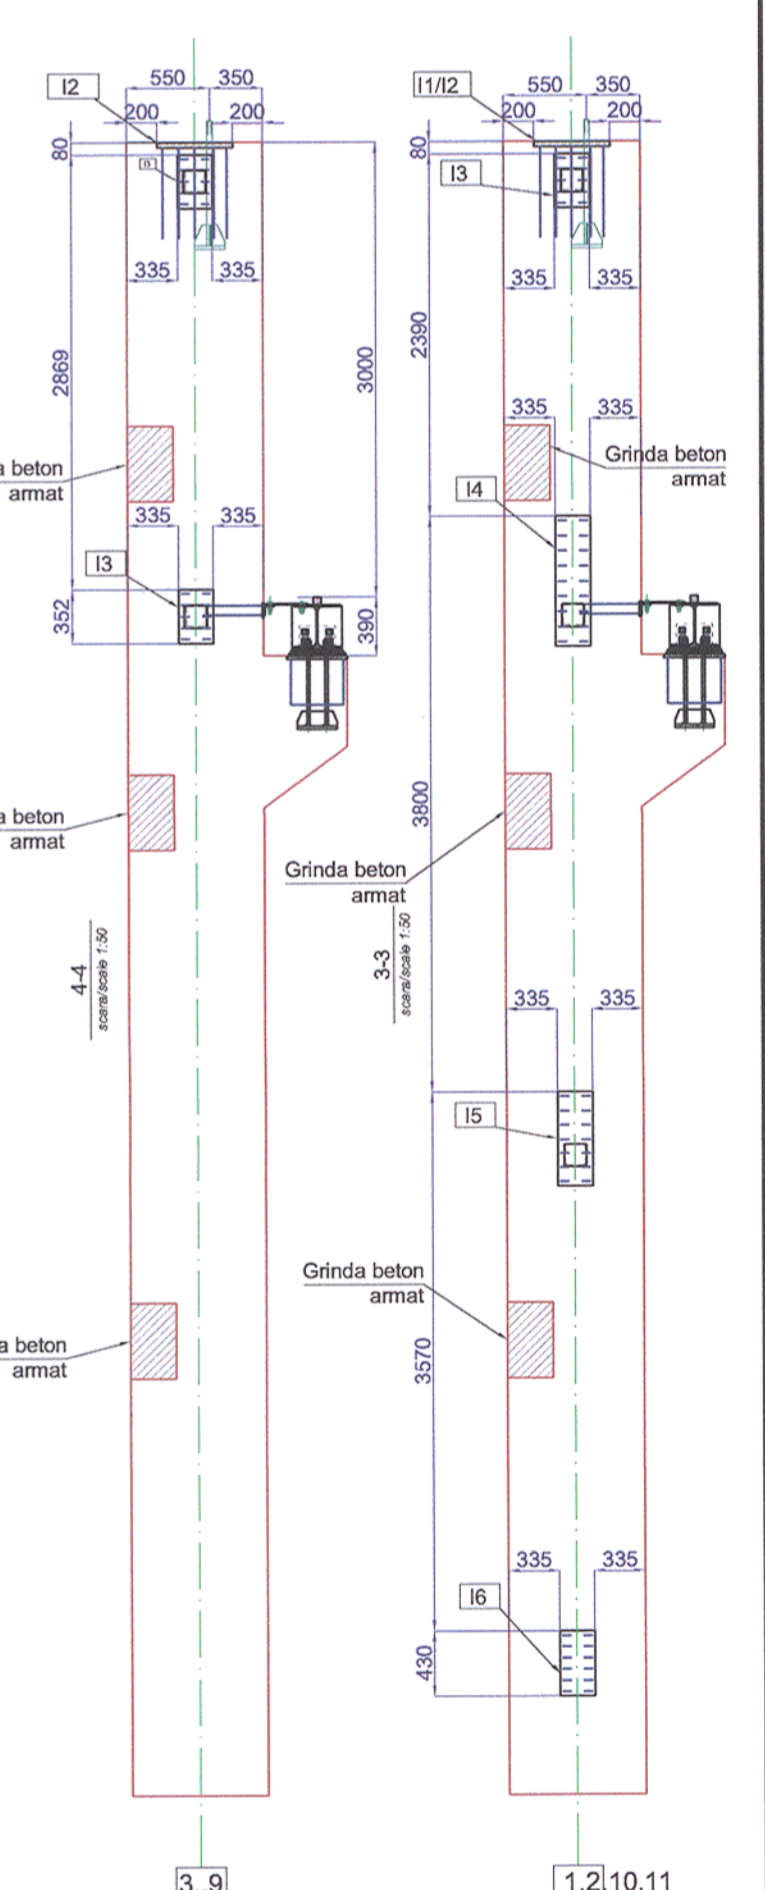 550 350
200 200
I2
80
I3
335 335
2869
3000
a beton
armat
335 335
I3
352
390
a beton
armat
4-4
scara/scale 1:50
a beton
armat
3..9
550 350
200 200
I1/I2
80
I3
335 335
2390
335 335
Grinda beton
armat
I4
3800
Grinda beton
armat
3-3
scara/scale 1:50
335 335
I5
Grinda beton
armat
3570
335 335
I6
430
1,2 10,11